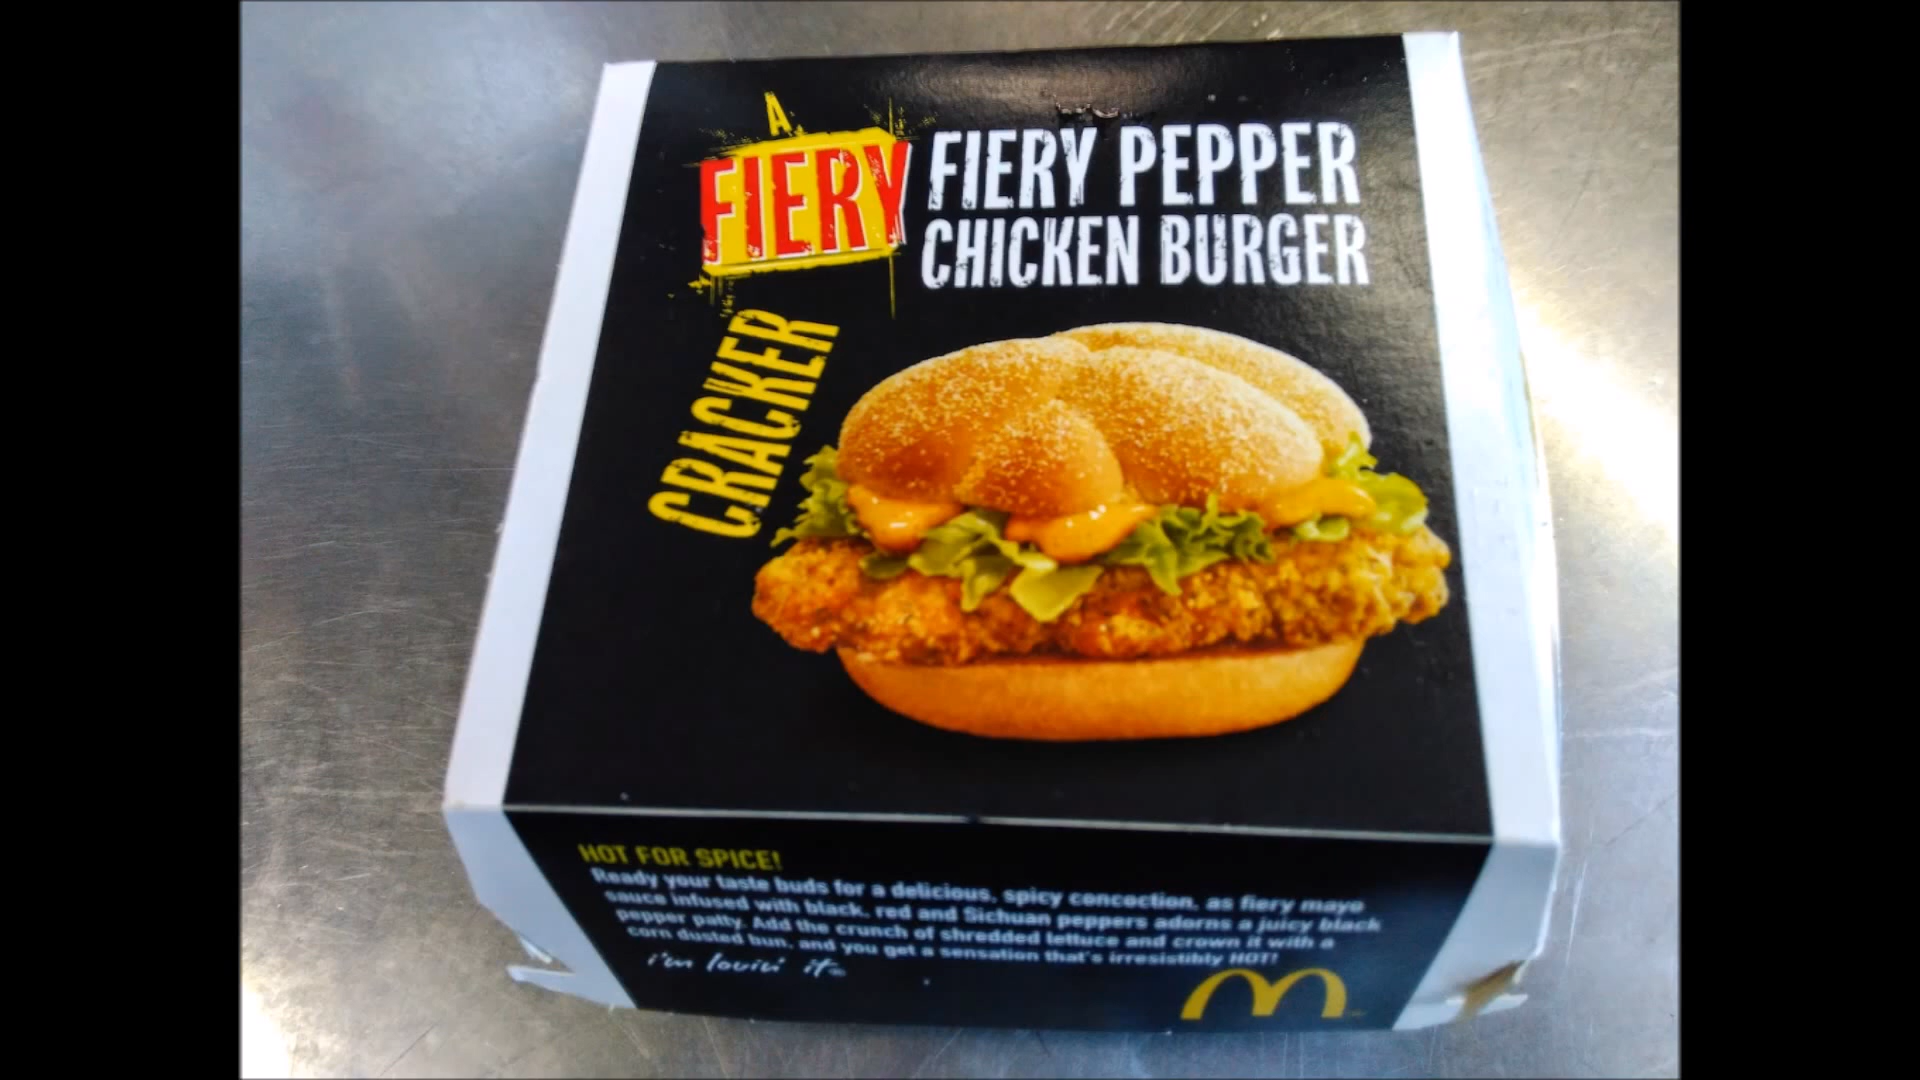 A
FIERY
CRACKER
FIERY PEPPER
CHICKEN BURGER
HOT FOR SPICE!
Ready your taste buds for a delicious, spicy concoction, as fiery mayo
sauce infused with black, red and Sichuan peppers adorns a juicy black
pepper patty. Add the crunch of shredded lettuce and crown it with a
corn dusted bun, and you get a sensation that's irresistibly HOT!
i'm lovin' it®